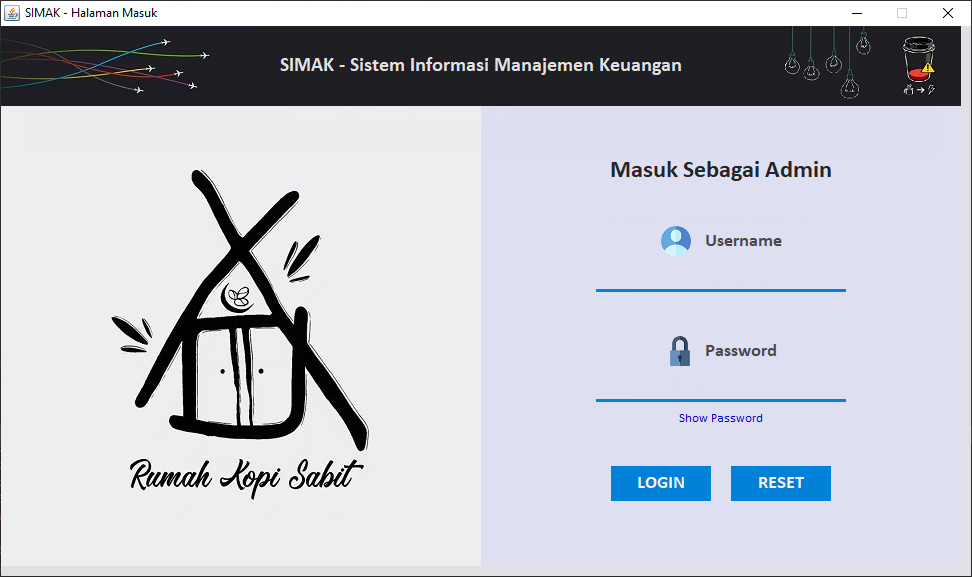 SIMAK - Halaman Masuk
SIMAK - Sistem Informasi Manajemen Keuangan
Masuk Sebagai Admin
Username
Password
Show Password
LOGIN
RESET
Rumah Kopi Sabit